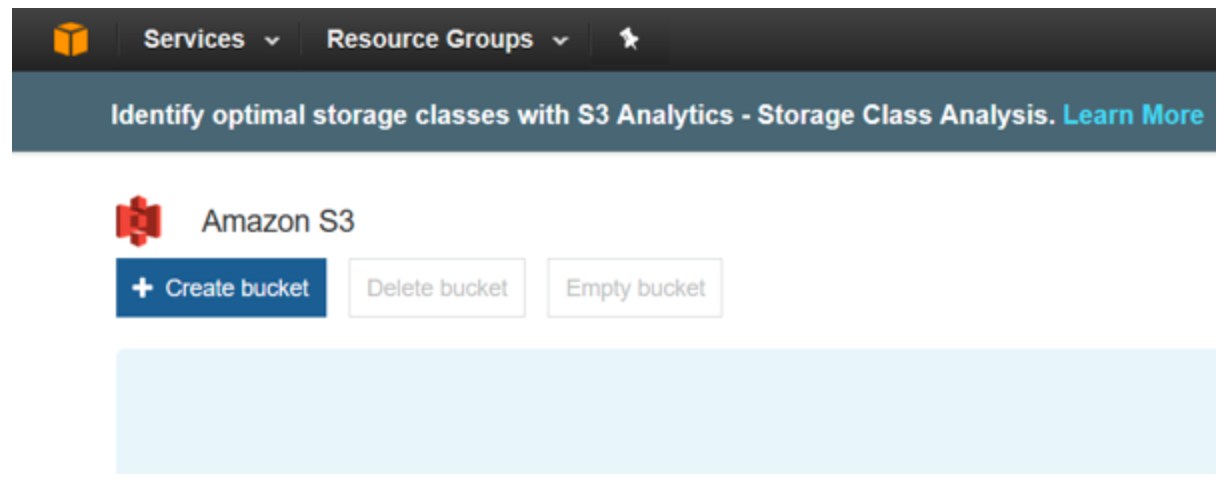 Services Resource Groups
Identify optimal storage classes with S3 Analytics - Storage Class Analysis. Learn More
Amazon S3
+ Create bucket Delete bucket Empty bucket